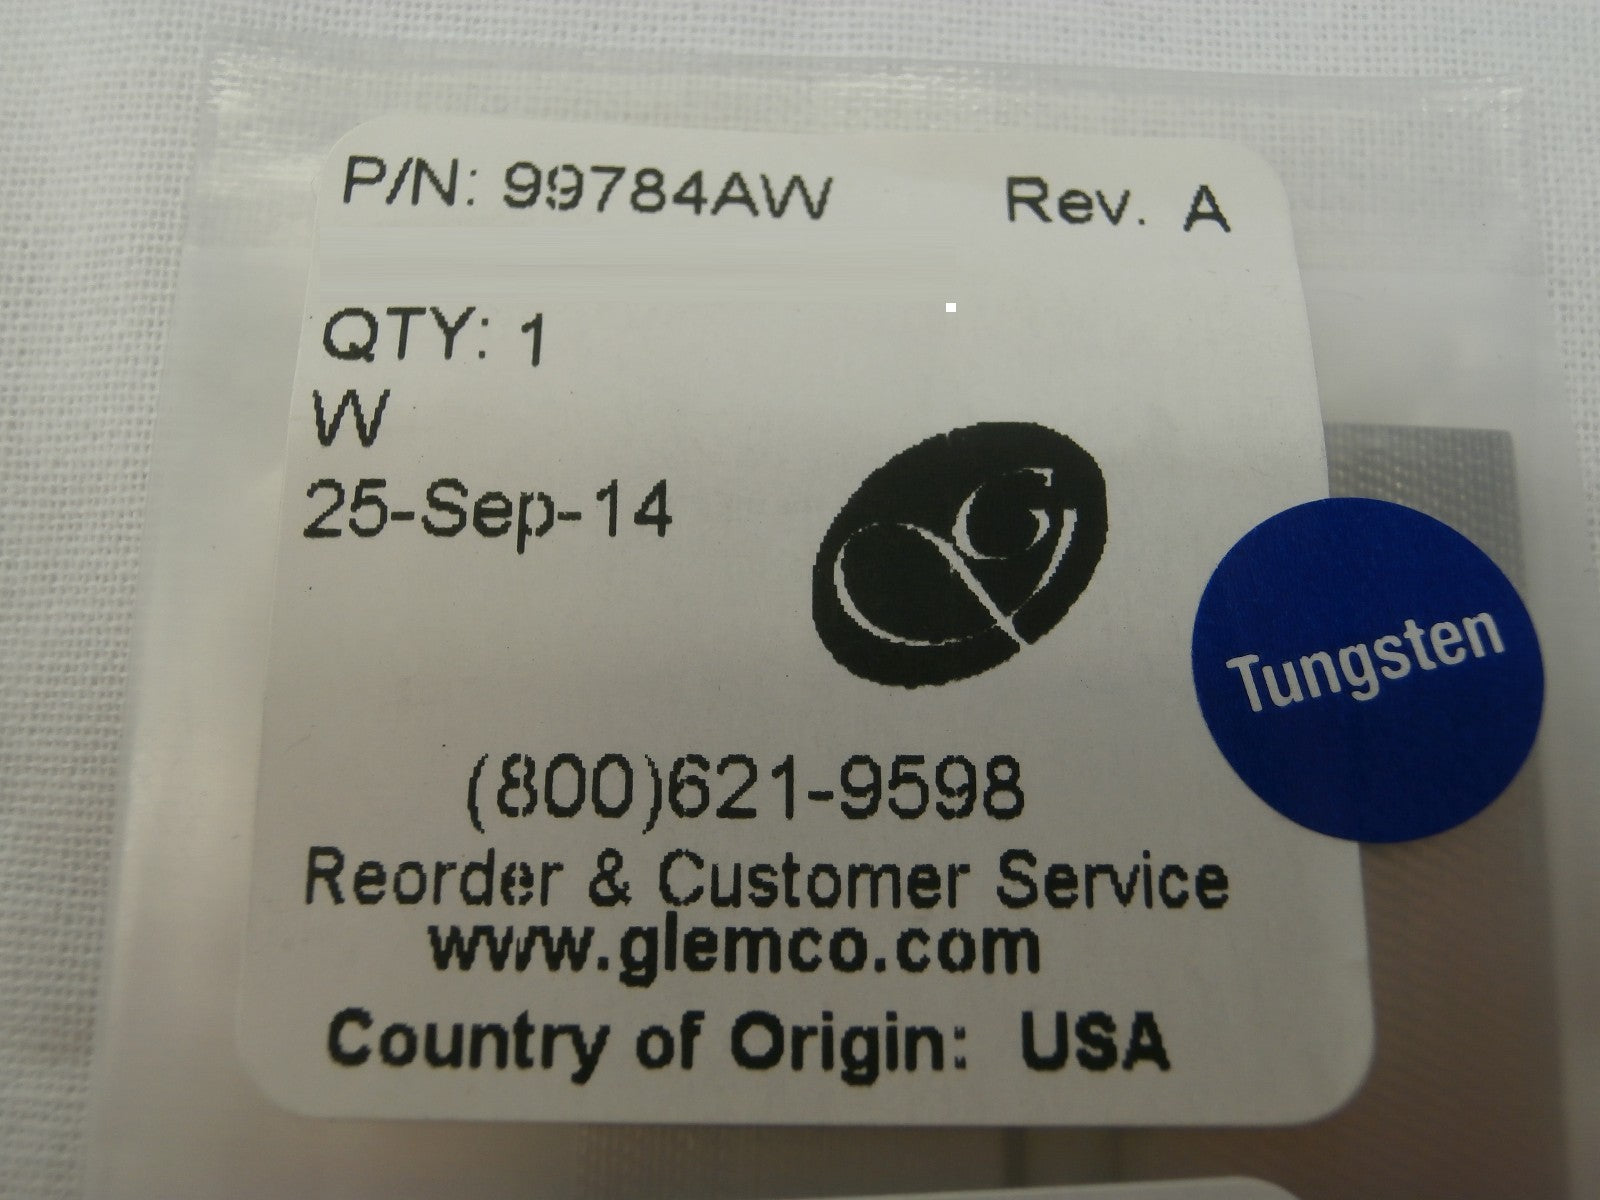 P/N: 99784AW Rev. A
QTY: 1
W
25-Sep-14
G
Tungsten
(800)621-9598
Reorder & Customer Service
www.glemco.com
Country of Origin: USA